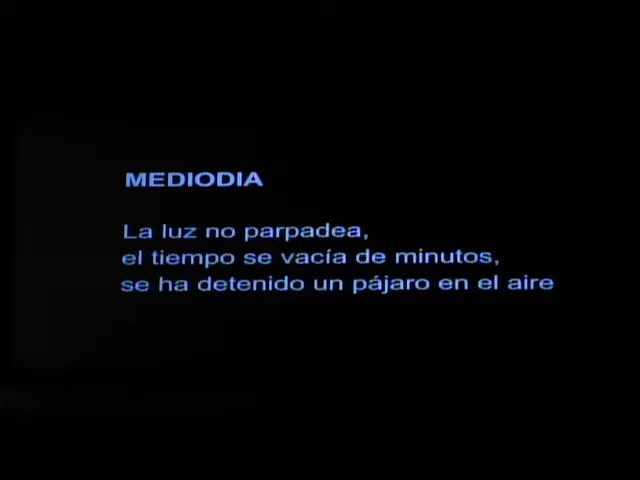 MEDIODIA
La luz no parpadea,
el tiempo se vacía de minutos,
se ha detenido un pájaro en el aire